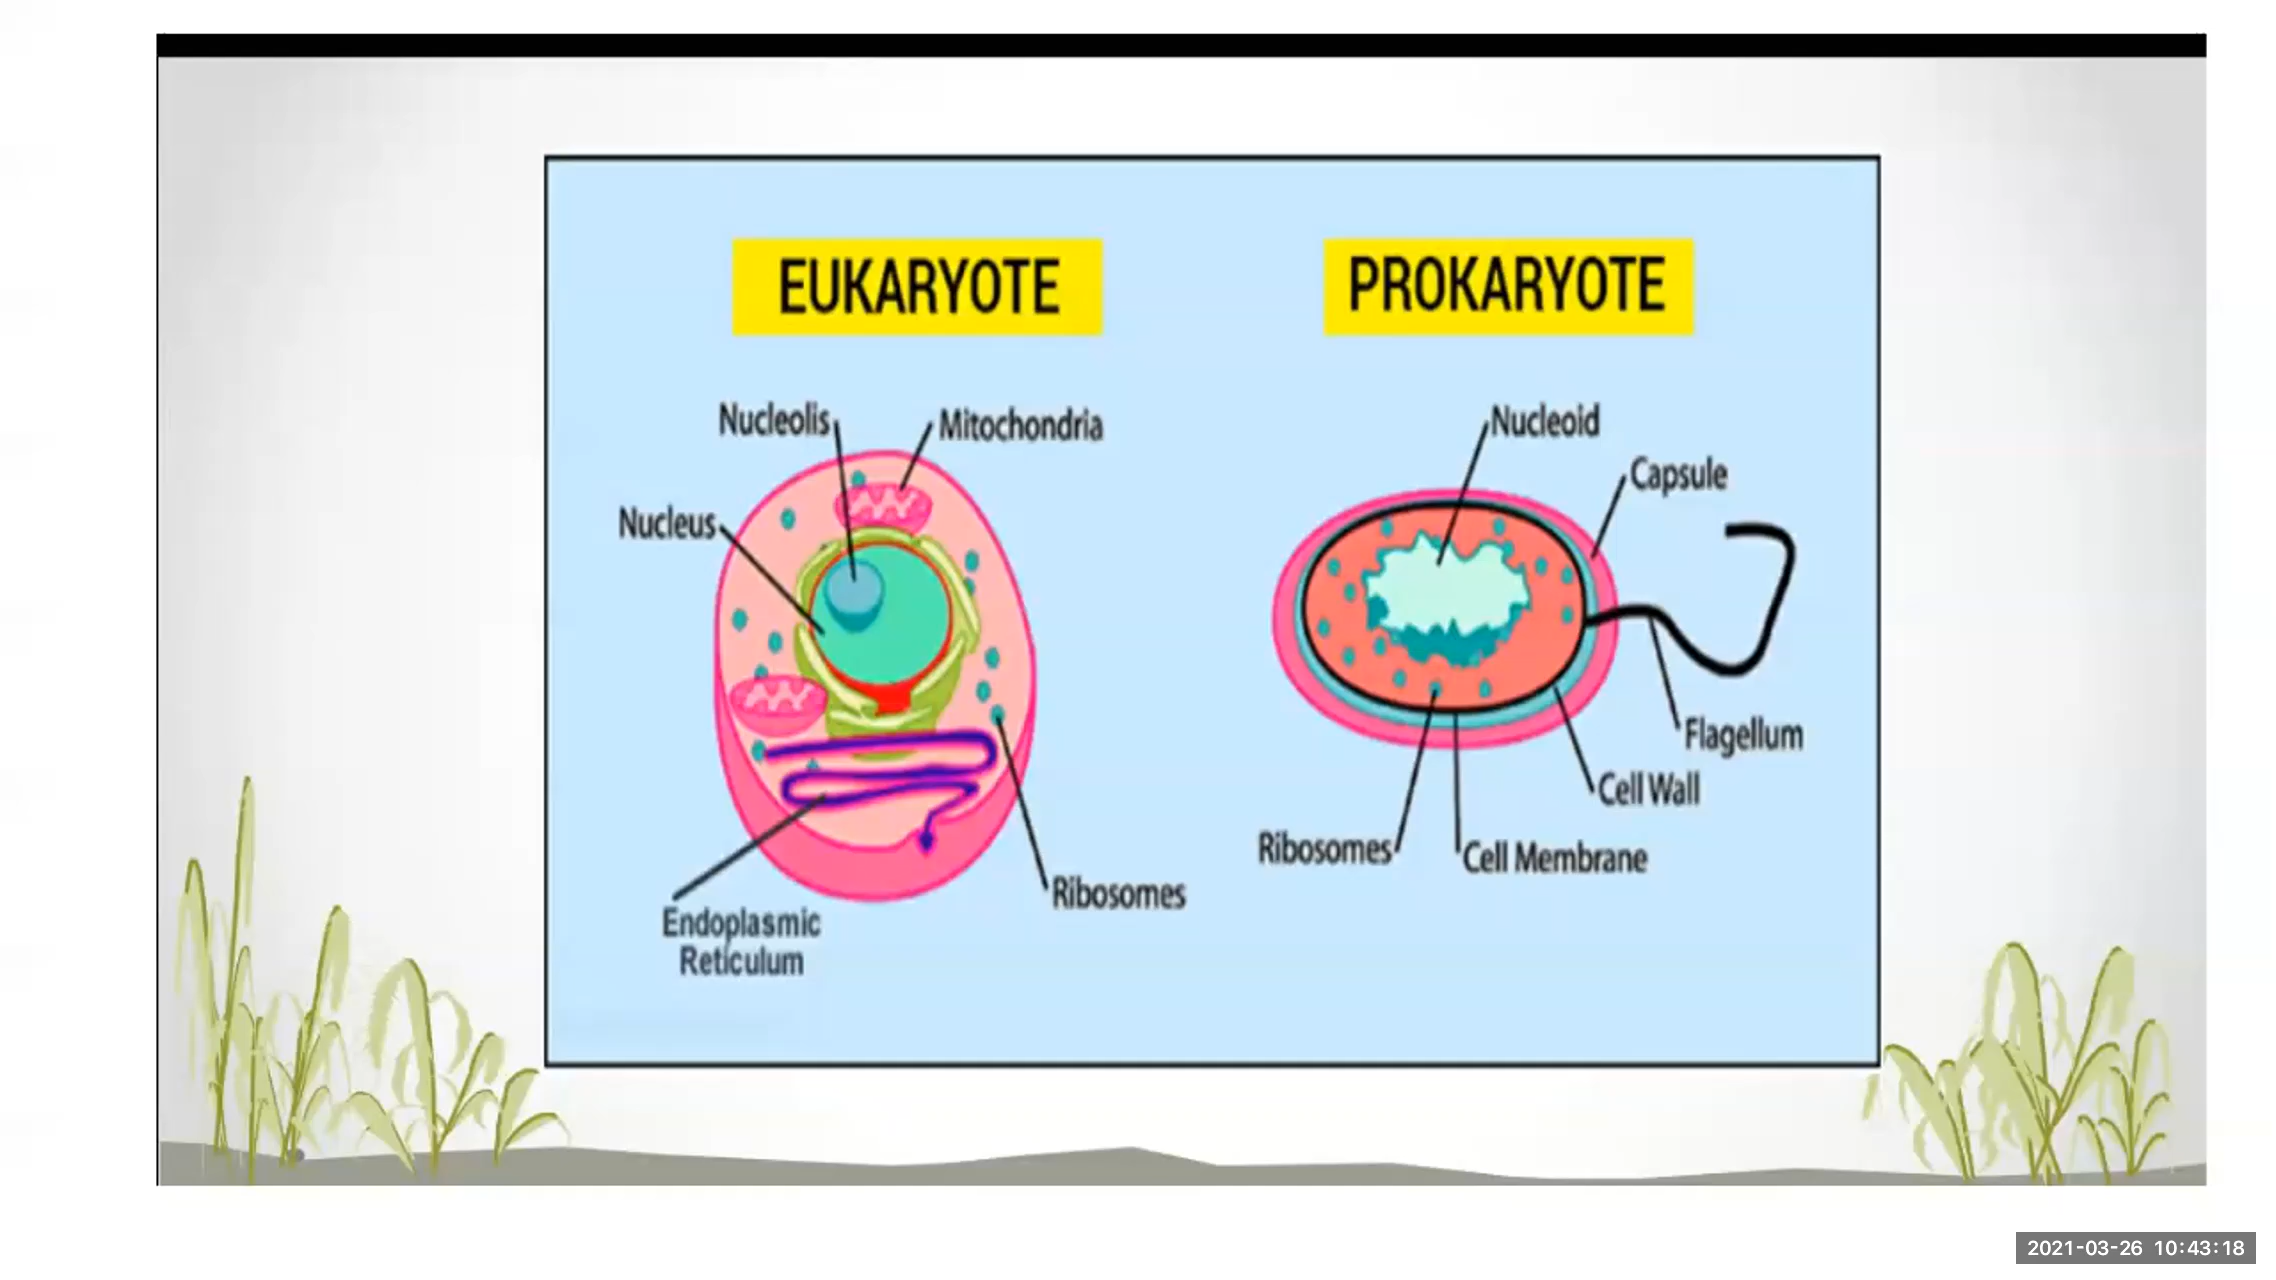 EUKARYOTE
PROKARYOTE
Nucleolis
Mitochondria
Nucleus
Endoplasmic
Reticulum
Ribosomes
Nucleoid
Capsule
Flagellum
Cell Wall
Ribosomes
Cell Membrane
2021-03-26 10:43:18